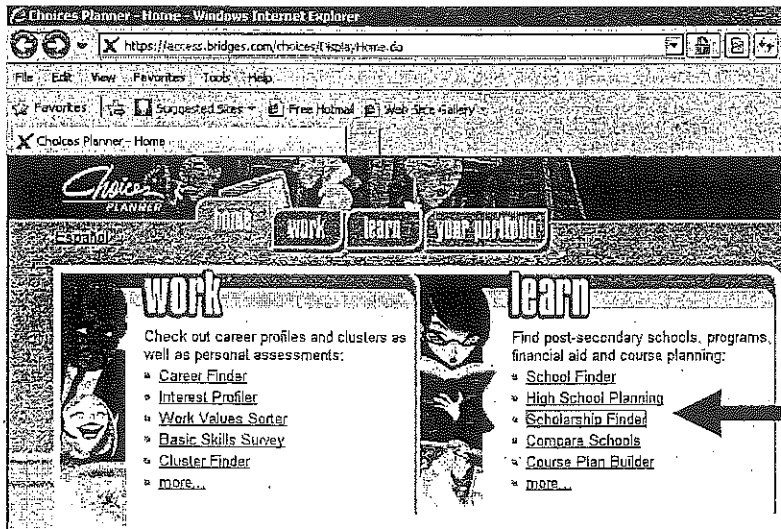 Choices Planner - Home - Windows Internet Explorer
https://access.bridges.com/choices/Display/Home.do
File Edit View Favorites Tools Help
Favorites Suggested Sites Free Hotmail Web Slice Gallery
Choices Planner - Home
Choices
PLANNER
home work learn your portfolio
Español
work
Check out career profiles and clusters as
well as personal assessments:
Career Finder
Interest Profiler
Work Values Sorter
Basic Skills Survey
Cluster Finder
more...
learn
Find post-secondary schools, programs,
financial aid and course planning:
School Finder
High School Planning
Scholarship Finder
Compare Schools
Course Plan Builder
more...